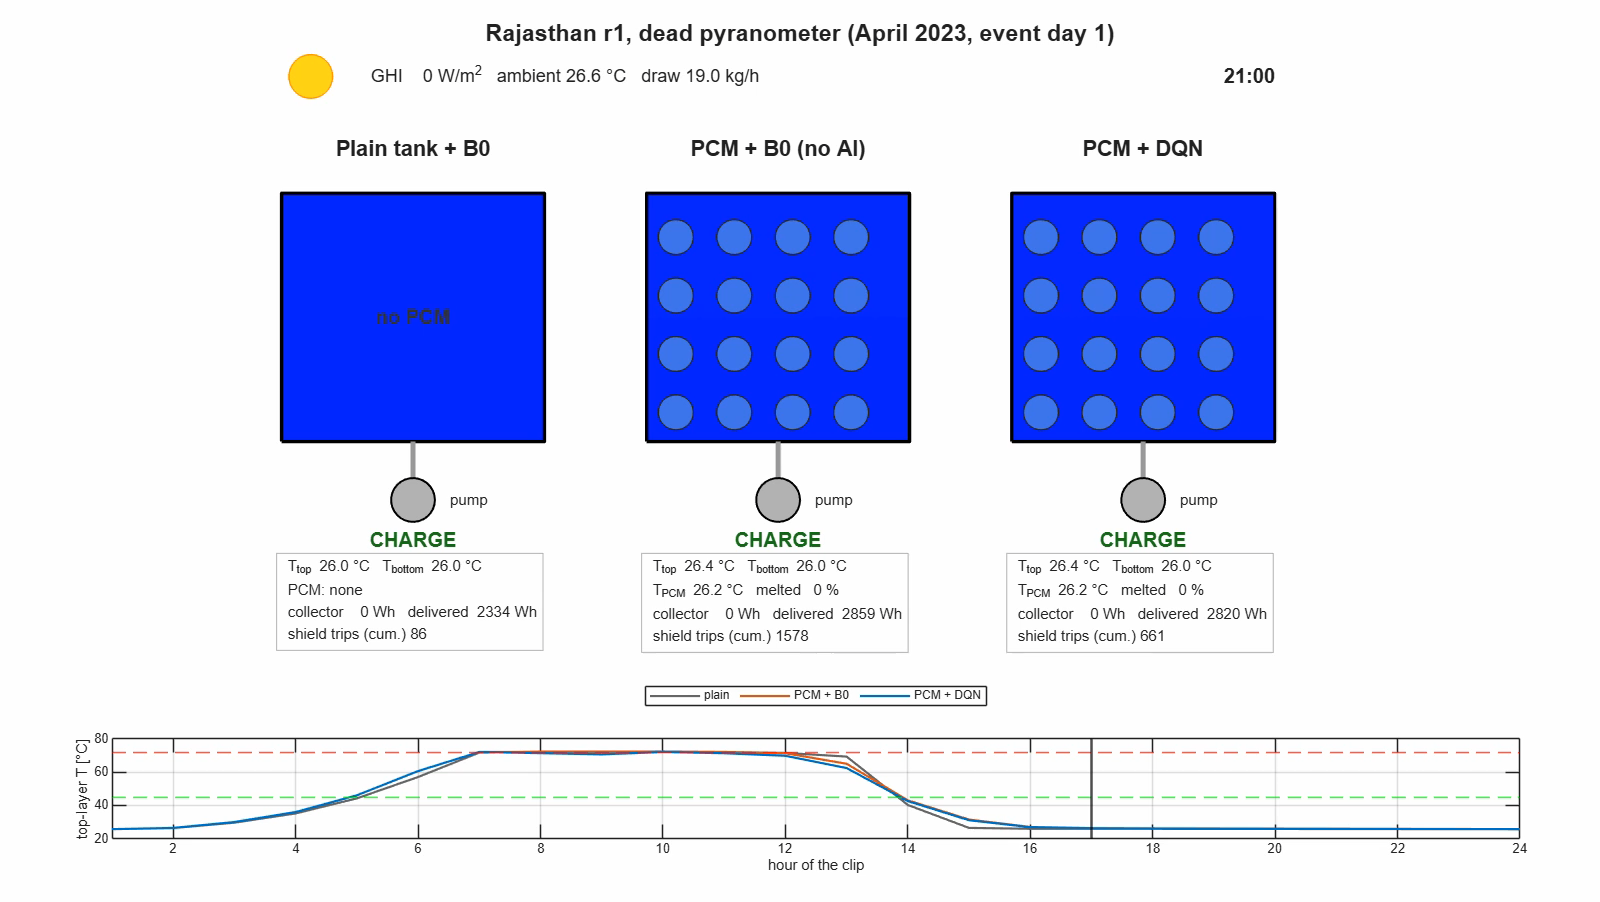 Rajasthan r1, dead pyranometer (April 2023, event day 1)
GHI 0 W/m² ambient 26.6 °C draw 19.0 kg/h
21:00
Plain tank + B0
PCM + B0 (no AI)
PCM + DQN
no PCM
pump
pump
pump
CHARGE
CHARGE
CHARGE
Ttop 26.0 °C Tbottom 26.0 °C
PCM: none
collector 0 Wh delivered 2334 Wh
shield trips (cum.) 86
Ttop 26.4 °C Tbottom 26.0 °C
TPCM 26.2 °C melted 0 %
collector 0 Wh delivered 2859 Wh
shield trips (cum.) 1578
Ttop 26.4 °C Tbottom 26.0 °C
TPCM 26.2 °C melted 0 %
collector 0 Wh delivered 2820 Wh
shield trips (cum.) 661
plain PCM + B0 PCM + DQN
top-layer T [°C]
80
60
40
20
2 4 6 8 10 12 14 16 18 20 22 24
hour of the clip